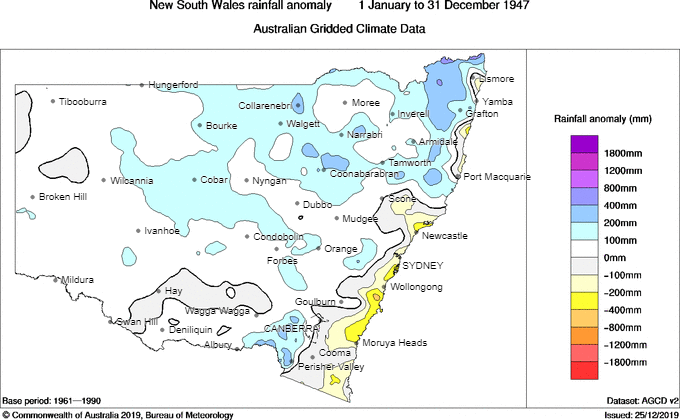 New South Wales rainfall anomaly 1 January to 31 December 1947
Australian Gridded Climate Data
Hungerford
Tibooburra
Collarenebri
Moree
Lismore
Yamba
Inverell
Grafton
Bourke
Walgett
Narrabri
Armidale
Tamworth
Wilcannia
Cobar
Nyngan
Coonabarabran
Port Macquarie
Broken Hill
Dubbo
Scone
Mudgee
Ivanhoe
Condobolin
Newcastle
Forbes
Orange
SYDNEY
Mildura
Hay
Wollongong
Goulburn
Wagga Wagga
Swan Hill
Deniliquin
CANBERRA
Albury
Cooma
Moruya Heads
Perisher Valley
Rainfall anomaly (mm)
1800mm
1200mm
800mm
400mm
200mm
100mm
0mm
-100mm
-200mm
-400mm
-800mm
-1200mm
-1800mm
Base period: 1961—1990
Dataset: AGCD v2
© Commonwealth of Australia 2019, Bureau of Meteorology
Issued: 25/12/2019